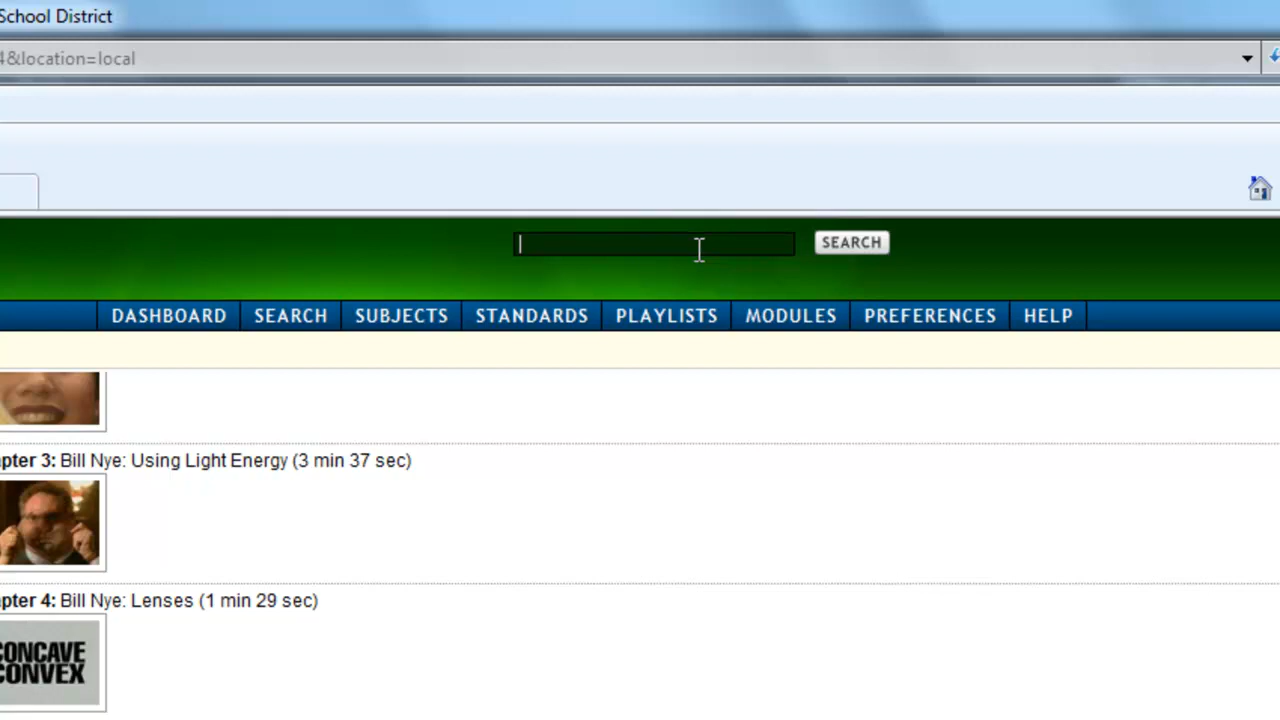 School District
4&location=local
SEARCH
DASHBOARD SEARCH SUBJECTS STANDARDS PLAYLISTS MODULES PREFERENCES HELP
pter 3: Bill Nye: Using Light Energy (3 min 37 sec)
pter 4: Bill Nye: Lenses (1 min 29 sec)
CONCAVE
CONVEX